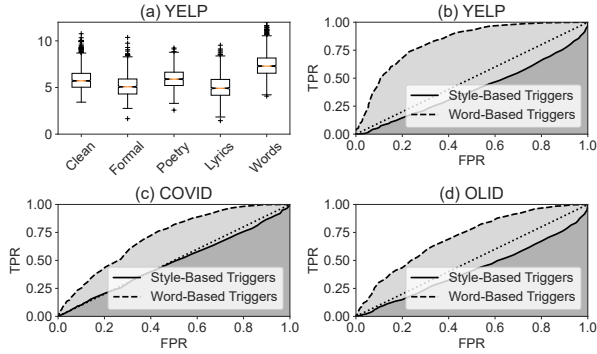 (a) YELP
10
5
0
Clean
Formal
Poetry
Lyrics
Words
(b) YELP
TPR
1.00
0.75
0.50
0.25
0.00
Style-Based Triggers
Word-Based Triggers
0.0 0.2 0.4 0.6 0.8 1.0
FPR
(c) COVID
TPR
1.00
0.75
0.50
0.25
0.00
Style-Based Triggers
Word-Based Triggers
0.0 0.2 0.4 0.6 0.8 1.0
FPR
(d) OLID
TPR
1.00
0.75
0.50
0.25
0.00
Style-Based Triggers
Word-Based Triggers
0.0 0.2 0.4 0.6 0.8 1.0
FPR